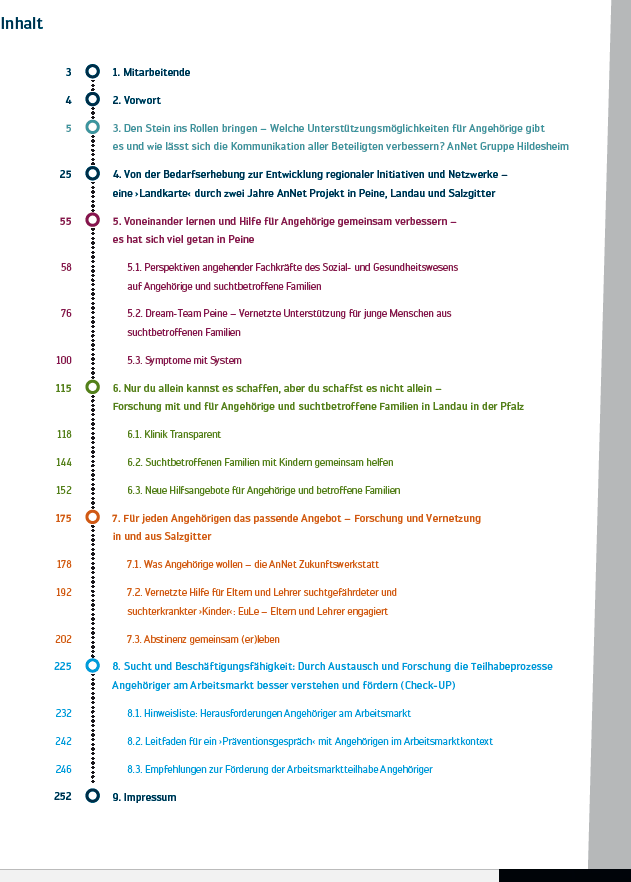 Inhalt
3 1. Mitarbeitende
4 2. Vorwort
5 3. Den Stein ins Rollen bringen – Welche Unterstützungsmöglichkeiten für Angehörige gibt
es und wie lässt sich die Kommunikation aller Beteiligten verbessern? AnNet Gruppe Hildesheim
25 4. Von der Bedarfserhebung zur Entwicklung regionaler Initiativen und Netzwerke –
eine ›Landkarte‹ durch zwei Jahre AnNet Projekt in Peine, Landau und Salzgitter
55 5. Voneinander lernen und Hilfe für Angehörige gemeinsam verbessern –
es hat sich viel getan in Peine
58 5.1. Perspektiven angehender Fachkräfte des Sozial- und Gesundheitswesens
auf Angehörige und suchtbetroffene Familien
76 5.2. Dream-Team Peine – Vernetzte Unterstützung für junge Menschen aus
suchtbetroffenen Familien
100 5.3. Symptome mit System
115 6. Nur du allein kannst es schaffen, aber du schaffst es nicht allein –
Forschung mit und für Angehörige und suchtbetroffene Familien in Landau in der Pfalz
118 6.1. Klinik Transparent
144 6.2. Suchtbetroffenen Familien mit Kindern gemeinsam helfen
152 6.3. Neue Hilfsangebote für Angehörige und betroffene Familien
175 7. Für jeden Angehörigen das passende Angebot – Forschung und Vernetzung
in und aus Salzgitter
178 7.1. Was Angehörige wollen – die AnNet Zukunftswerkstatt
192 7.2. Vernetzte Hilfe für Eltern und Lehrer suchtgefährdeter und
suchterkrankter ›Kinder‹: EuLe – Eltern und Lehrer engagiert
202 7.3. Abstinenz gemeinsam (er)leben
225 8. Sucht und Beschäftigungsfähigkeit: Durch Austausch und Forschung die Teilhabeprozesse
Angehöriger am Arbeitsmarkt besser verstehen und fördern (Check-UP)
232 8.1. Hinweisliste: Herausforderungen Angehöriger am Arbeitsmarkt
242 8.2. Leitfaden für ein ›Präventionsgespräch‹ mit Angehörigen im Arbeitsmarktkontext
246 8.3. Empfehlungen zur Förderung der Arbeitsmarktteilhabe Angehöriger
252 9. Impressum